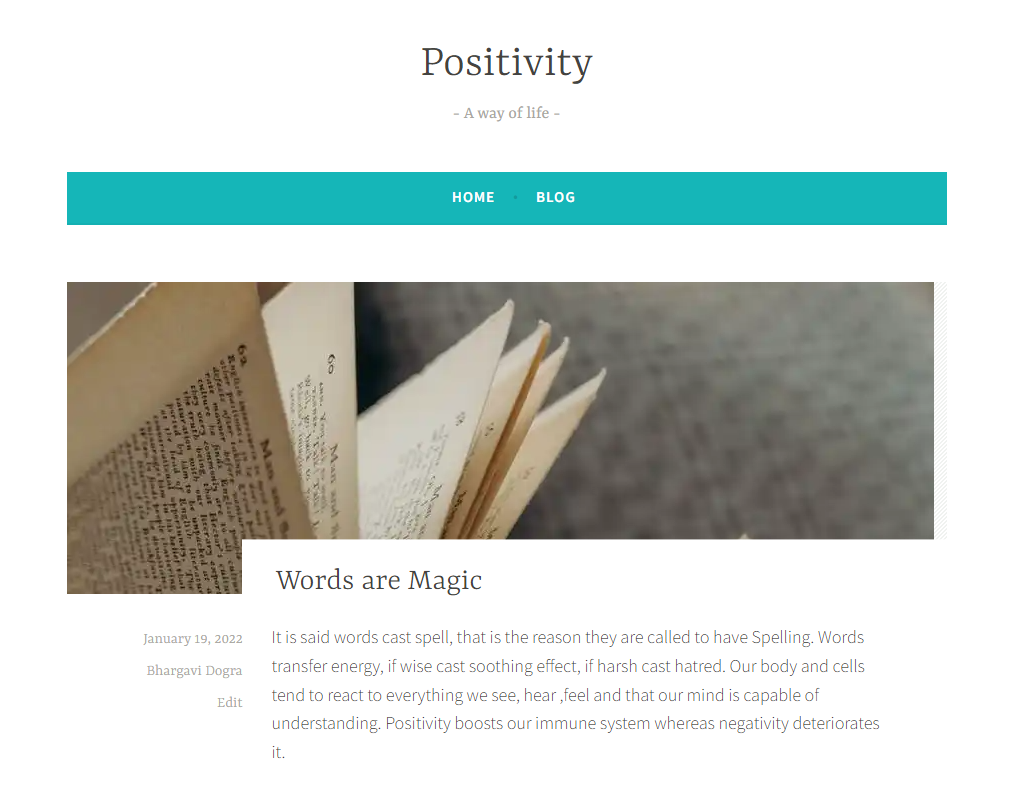 Positivity
- A way of life -
HOME · BLOG
62
60
Words are Magic
January 19, 2022
Bhargavi Dogra
Edit
It is said words cast spell, that is the reason they are called to have Spelling. Words
transfer energy, if wise cast soothing effect, if harsh cast hatred. Our body and cells
tend to react to everything we see, hear ,feel and that our mind is capable of
understanding. Positivity boosts our immune system whereas negativity deteriorates
it.